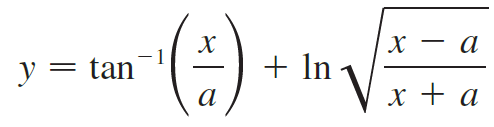 y = tan⁻¹(x/a) + ln √((x − a)/(x + a))